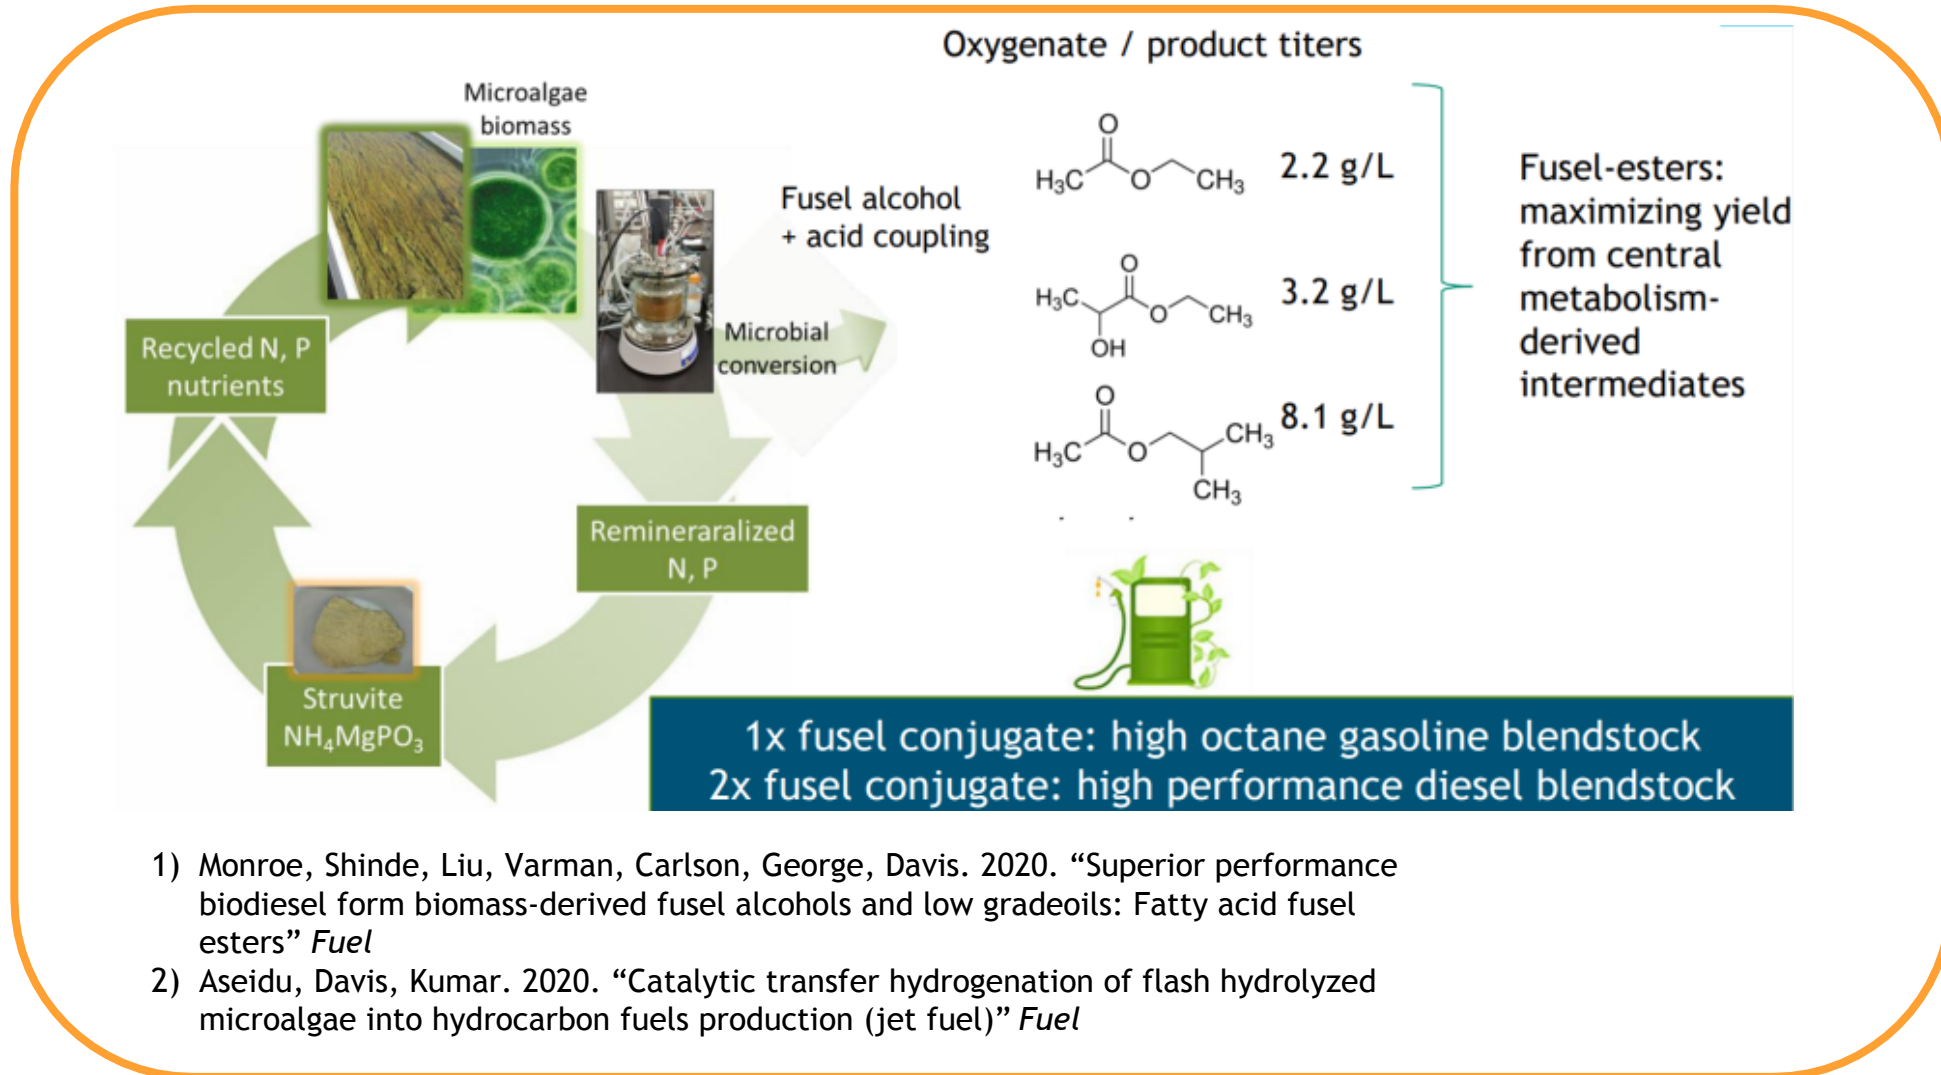 Oxygenate / product titers
Microalgae
biomass
Fusel alcohol
+ acid coupling
Microbial
conversion
Recycled N, P
nutrients
Remineraralized
N, P
Struvite
NH₄MgPO₃
O
H₃C
O
CH₃
2.2 g/L
O
H₃C
O
CH₃
OH
3.2 g/L
O
H₃C
O
CH₃
CH₃
8.1 g/L
Fusel-esters:
maximizing yield
from central
metabolism-
derived
intermediates
1x fusel conjugate: high octane gasoline blendstock
2x fusel conjugate: high performance diesel blendstock
1) Monroe, Shinde, Liu, Varman, Carlson, George, Davis. 2020. “Superior performance
biodiesel form biomass-derived fusel alcohols and low gradeoils: Fatty acid fusel
esters” Fuel
2) Aseidu, Davis, Kumar. 2020. “Catalytic transfer hydrogenation of flash hydrolyzed
microalgae into hydrocarbon fuels production (jet fuel)” Fuel